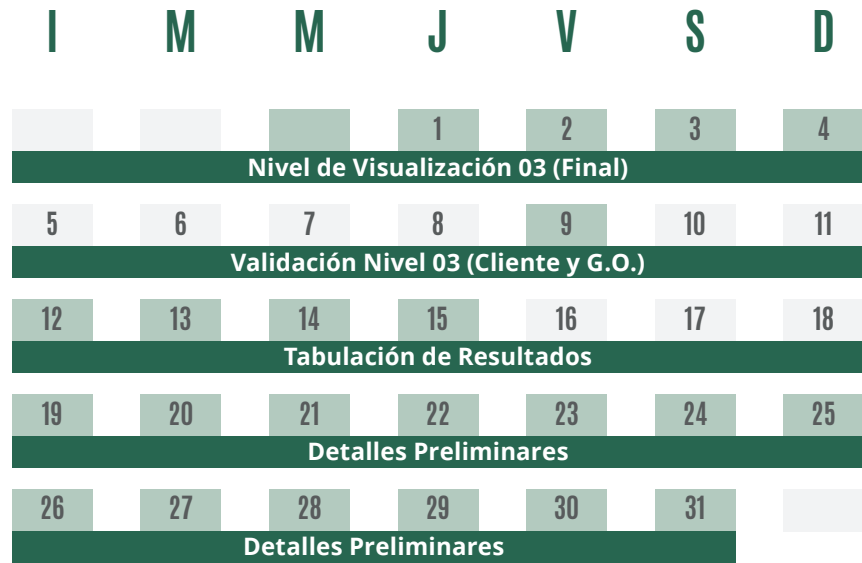 l M M J V S D
1 2 3 4
Nivel de Visualización 03 (Final)
5 6 7 8 9 10 11
Validación Nivel 03 (Cliente y G.O.)
12 13 14 15 16 17 18
Tabulación de Resultados
19 20 21 22 23 24 25
Detalles Preliminares
26 27 28 29 30 31
Detalles Preliminares